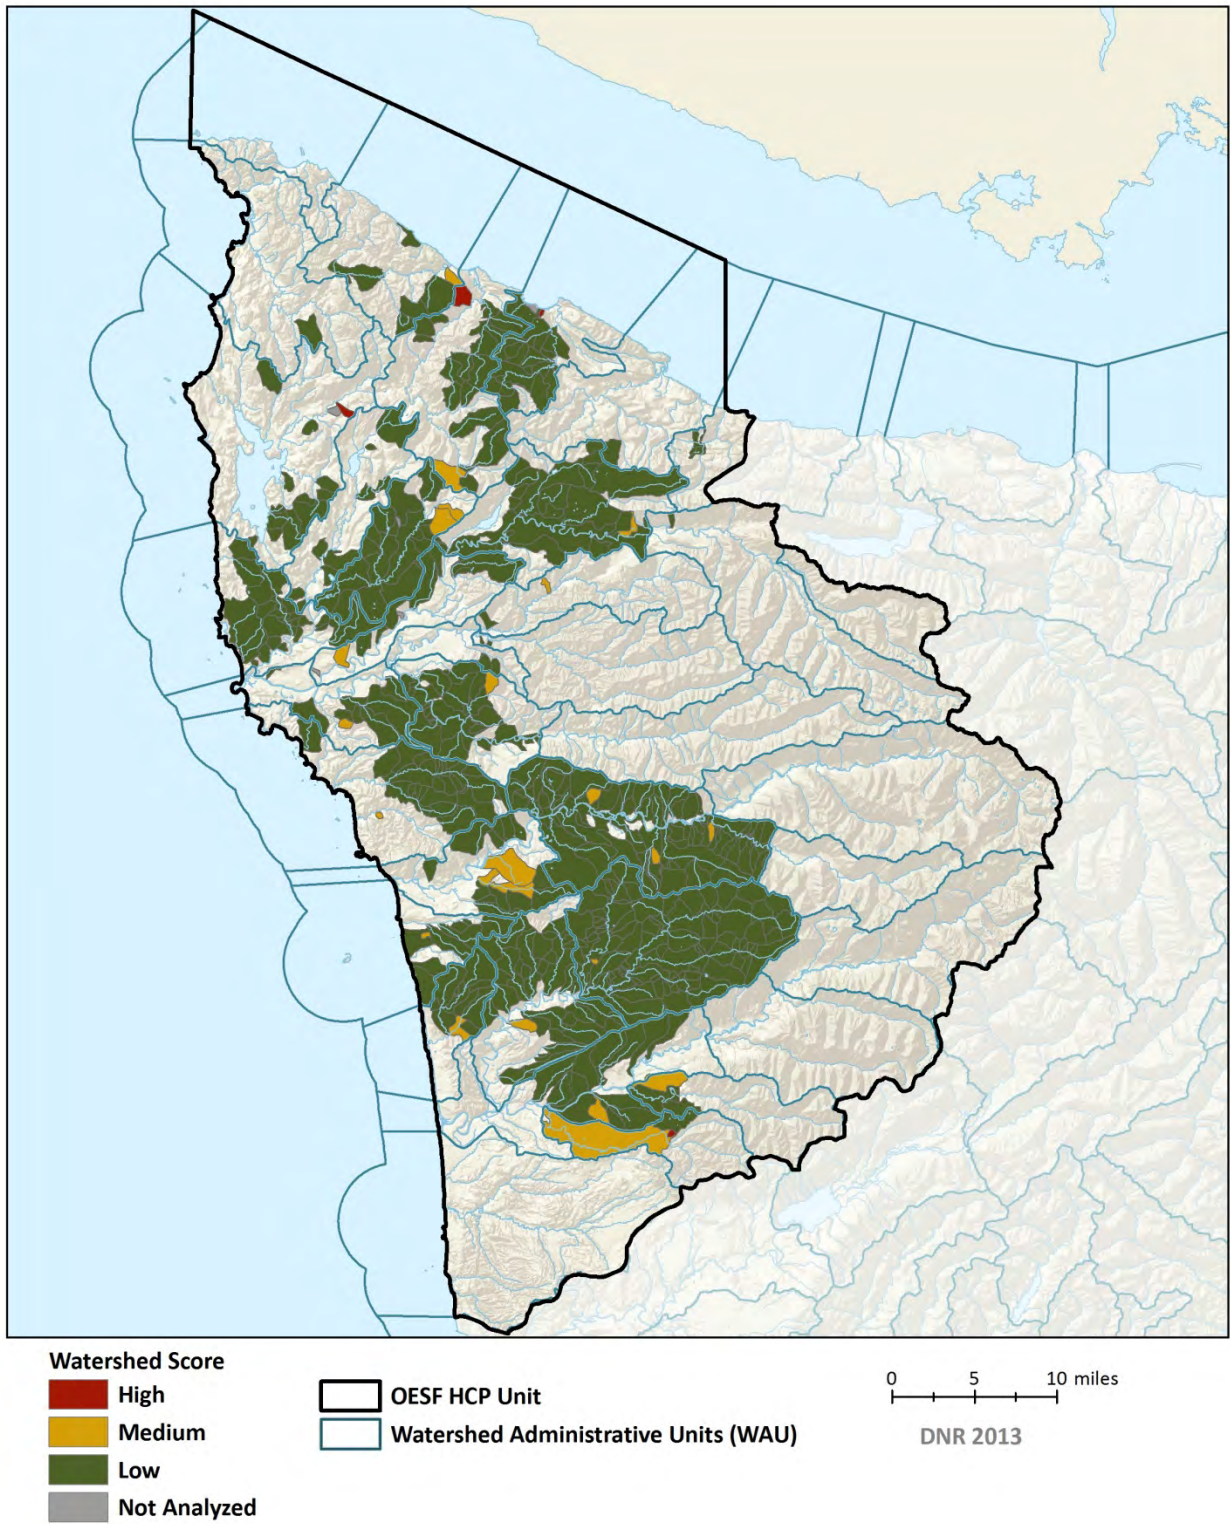 Watershed Score
High
Medium
Low
Not Analyzed
OESF HCP Unit
Watershed Administrative Units (WAU)
0 5 10 miles
DNR 2013